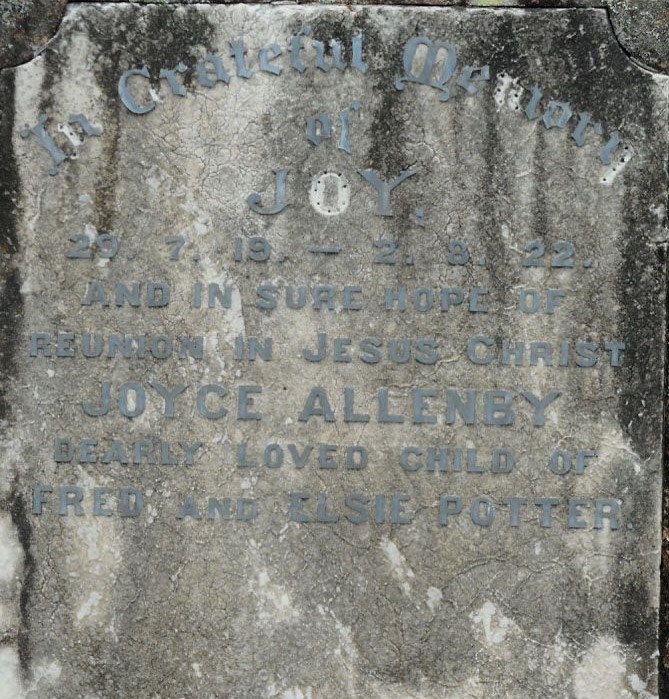 In Grateful Memory
of
JOY.
29. 7. 19. — 2. 8. 22.
AND IN SURE HOPE OF
REUNION IN JESUS CHRIST
JOYCE ALLENBY
DEARLY LOVED CHILD OF
FRED AND ELSIE POTTER.